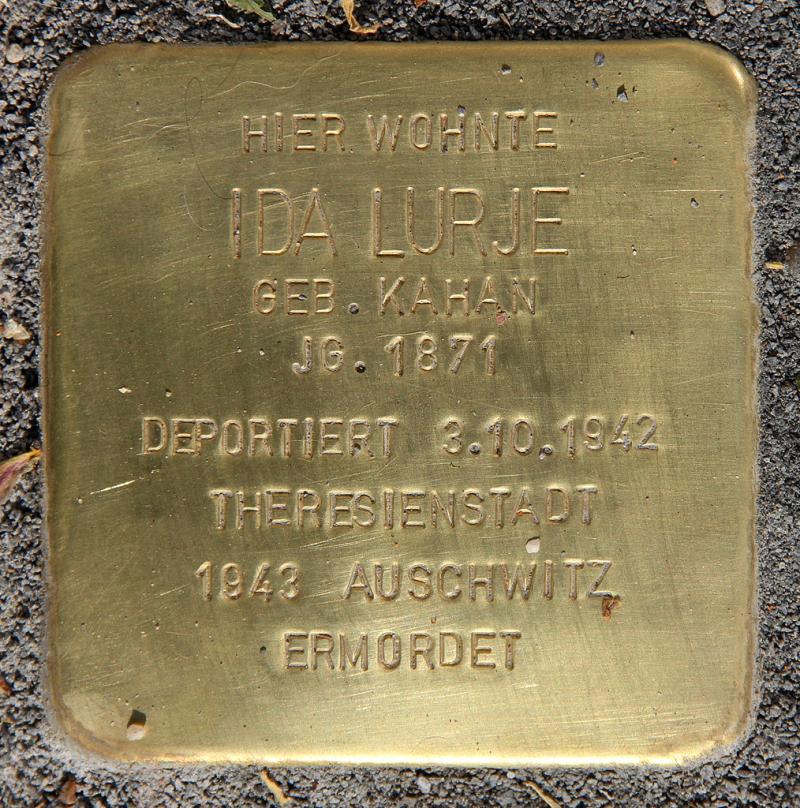 HIER WOHNTE
IDA LURJE
GEB. KAHAN
JG. 1871
DEPORTIERT 3.10.1942
THERESIENSTADT
1943 AUSCHWITZ
ERMORDET